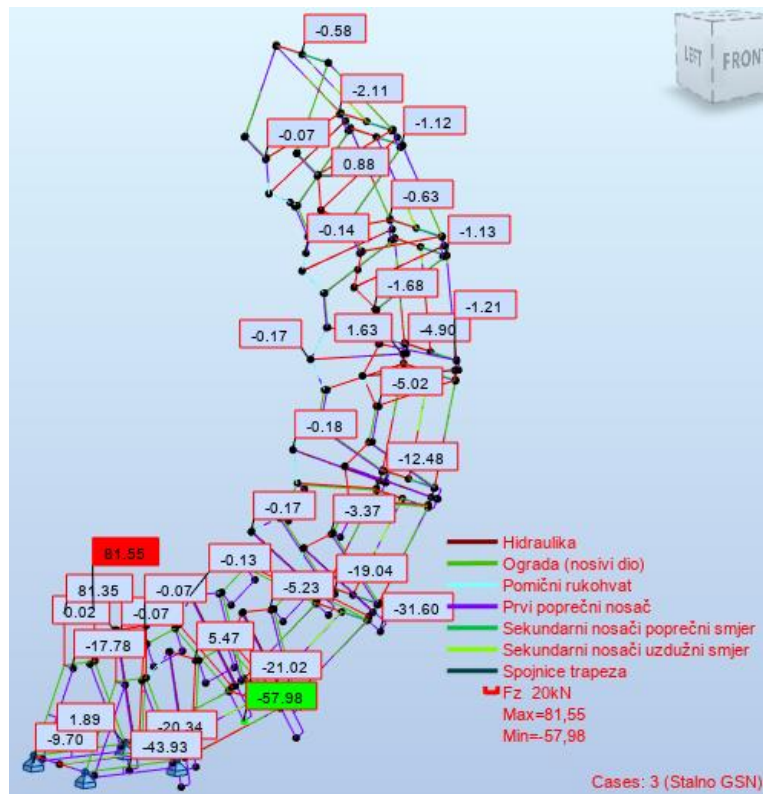 -0.58
LEFT
FRONT
-2.11
-1.12
-0.07
0.88
-0.63
-0.14
-1.13
-1.68
-1.21
1.63
-4.90
-0.17
-5.02
-0.18
-12.48
-0.17
-3.37
81.55
-0.13
-19.04
81.35
-0.07
-5.23
-31.60
0.02
-0.07
-17.78
5.47
-21.02
-57.98
1.89
-20.34
-9.70
-43.93
Hidraulika
Ograda (nosivi dio)
Pomični rukohvat
Prvi poprečni nosač
Sekundarni nosači poprečni smjer
Sekundarni nosači uzdužni smjer
Spojnice trapeza
Fz 20kN
Max=81,55
Min=-57,98
Cases: 3 (Stalno GSN)